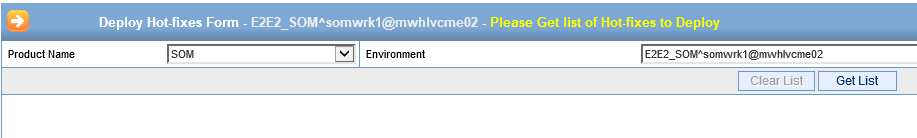 Deploy Hot-fixes Form - E2E2_SOM^somwrk1@mwhlvcme02 - Please Get list of Hot-fixes to Deploy
Product Name SOM Environment E2E2_SOM^somwrk1@mwhlvcme02
Clear List Get List